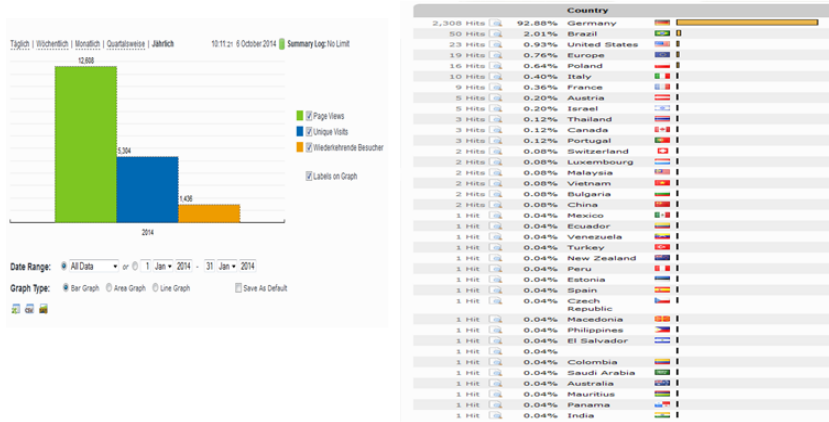 Täglich | Wöchentlich | Monatlich | Quartalsweise | Jährlich
10:11:21 6 October 2014 Summary Log: No Limit
12,608
5,304
1,436
2014
Page Views
Unique Visits
Wiederkehrende Besucher
Labels on Graph
Date Range: All Data or 1 Jan 2014 - 31 Jan 2014
Graph Type: Bar Graph Area Graph Line Graph Save As Default
Country
2,308 Hits 92.88% Germany
50 Hits 2.01% Brazil
23 Hits 0.93% United States
19 Hits 0.76% Europe
16 Hits 0.64% Poland
10 Hits 0.40% Italy
9 Hits 0.36% France
5 Hits 0.20% Austria
5 Hits 0.20% Israel
3 Hits 0.12% Thailand
3 Hits 0.12% Canada
3 Hits 0.12% Portugal
2 Hits 0.08% Switzerland
2 Hits 0.08% Luxembourg
2 Hits 0.08% Malaysia
2 Hits 0.08% Vietnam
2 Hits 0.08% Bulgaria
2 Hits 0.08% China
1 Hit 0.04% Mexico
1 Hit 0.04% Ecuador
1 Hit 0.04% Venezuela
1 Hit 0.04% Turkey
1 Hit 0.04% New Zealand
1 Hit 0.04% Peru
1 Hit 0.04% Estonia
1 Hit 0.04% Spain
1 Hit 0.04% Czech
Republic
1 Hit 0.04% Macedonia
1 Hit 0.04% Philippines
1 Hit 0.04% El Salvador
1 Hit 0.04%
1 Hit 0.04% Colombia
1 Hit 0.04% Saudi Arabia
1 Hit 0.04% Australia
1 Hit 0.04% Mauritius
1 Hit 0.04% Panama
1 Hit 0.04% India